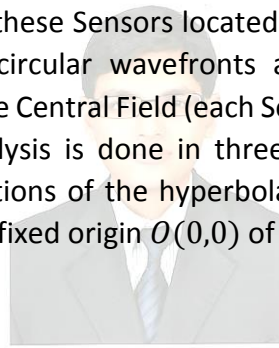 these Sensors located
circular wavefronts a
e Central Field (each Se
lysis is done in three
tions of the hyperbola
fixed origin O(0,0) of